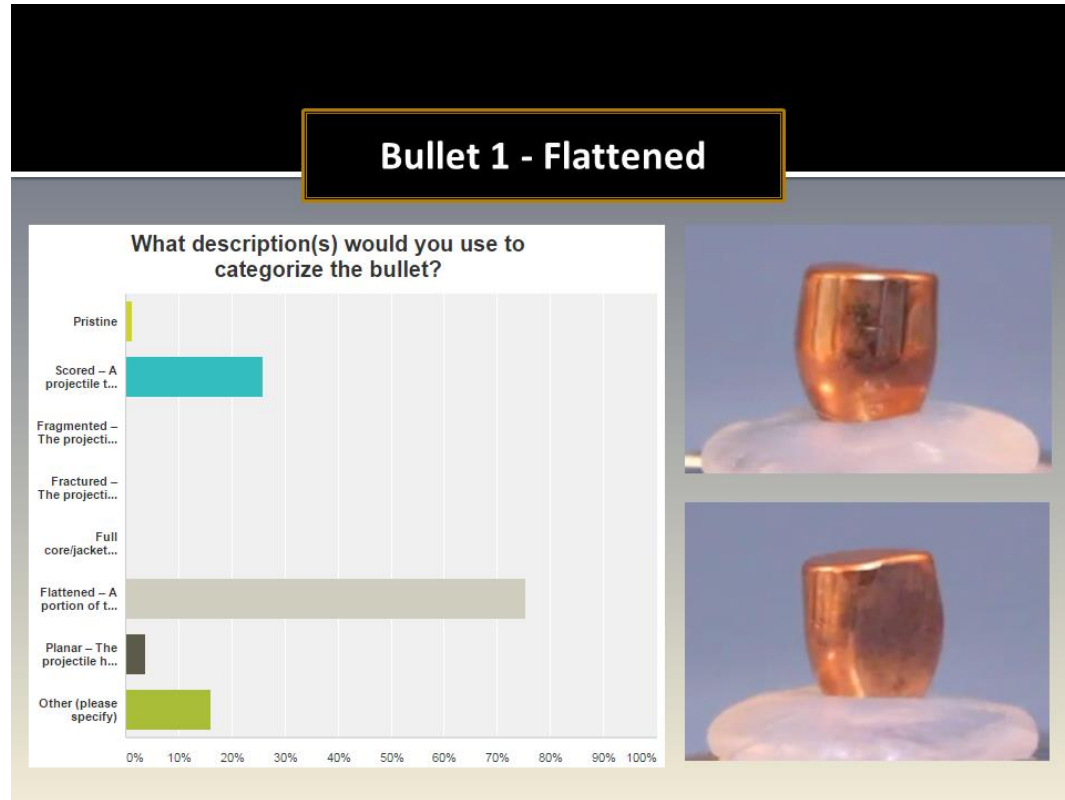 Bullet 1 - Flattened
What description(s) would you use to
categorize the bullet?
Pristine
Scored – A
projectile t...
Fragmented –
The projecti...
Fractured –
The projecti...
Full
core/jacket...
Flattened – A
portion of t...
Planar – The
projectile h...
Other (please
specify)
0% 10% 20% 30% 40% 50% 60% 70% 80% 90% 100%